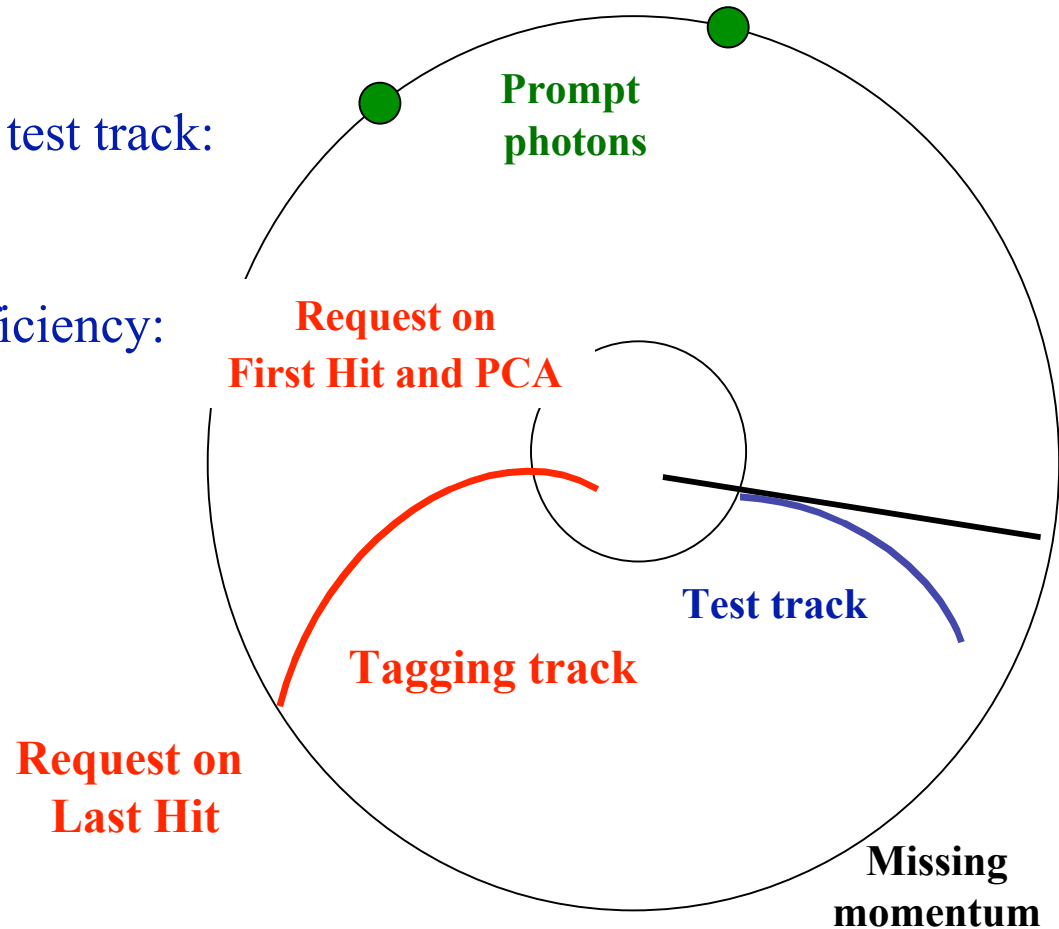 Prompt
photons
test track:
iciency:
Request on
First Hit and PCA
Test track
Tagging track
Request on
Last Hit
Missing
momentum